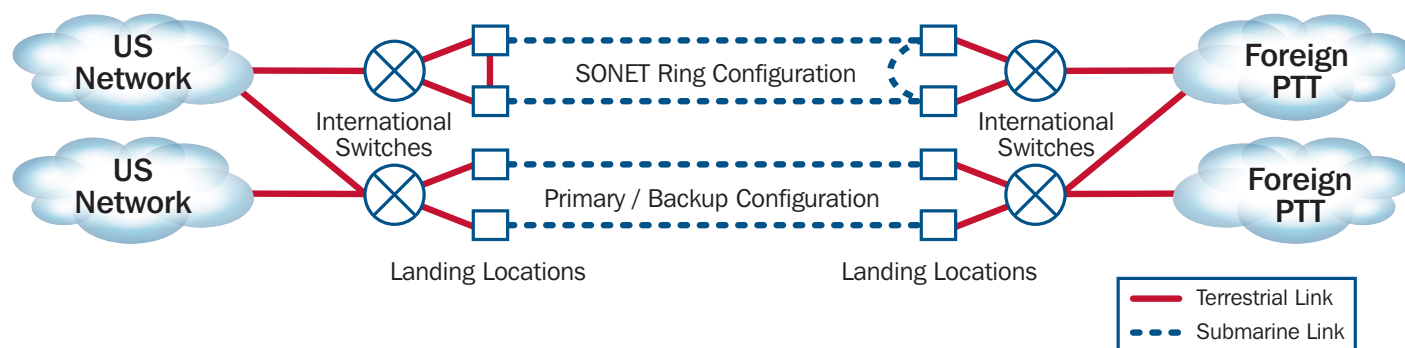 US
Network
SONET Ring Configuration
Foreign
PTT
International
Switches
International
Switches
US
Network
Primary / Backup Configuration
Foreign
PTT
Landing Locations
Landing Locations
Terrestrial Link
Submarine Link